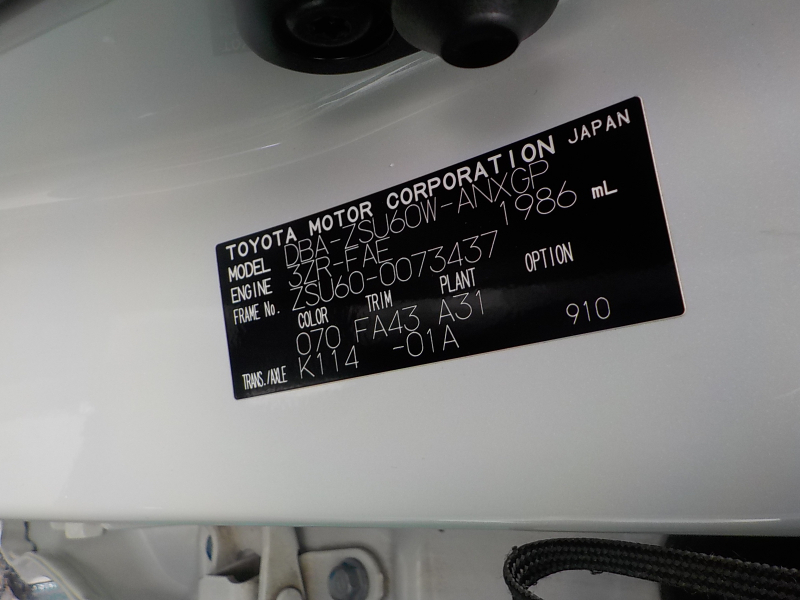 TOYOTA MOTOR CORPORATION JAPAN
MODEL DBA-ZSU60W-ANXGP
ENGINE 3ZR-FAE 1986 mL
FRAME No. ZSU60-0073437
COLOR TRIM PLANT OPTION
070 FA43 A31
TRANS./AXLE K114 -01A 910